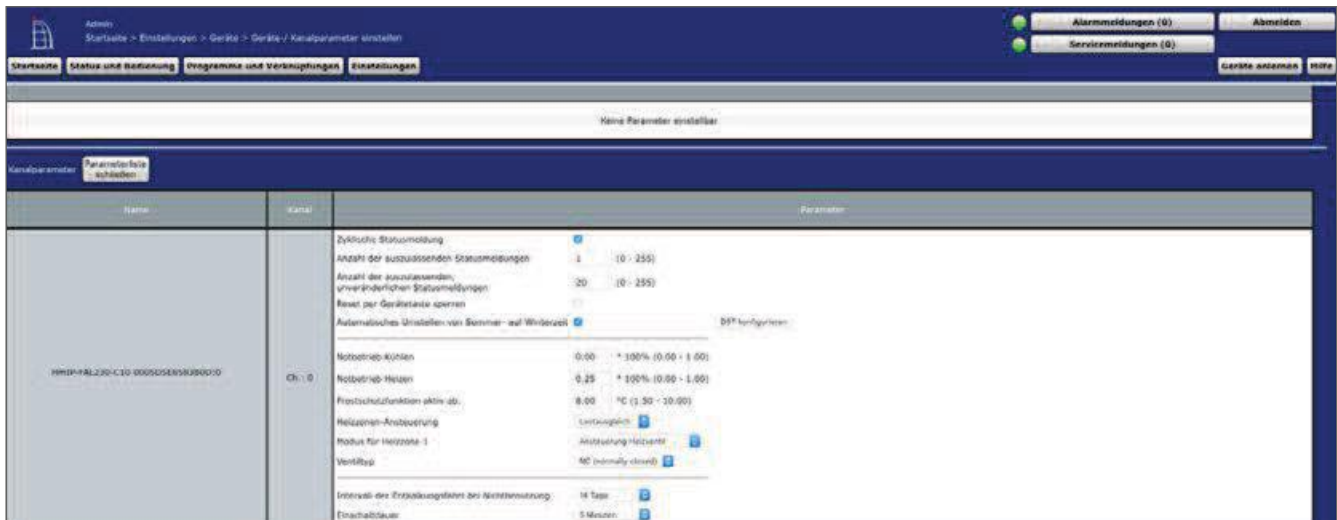 Admin
Startseite > Einstellungen > Geräte > Geräte-/ Kanalparameter einstellen
Alarmmeldungen (0)
Abmelden
Servicemeldungen (0)
Startseite
Status und Bedienung
Programme und Verknüpfungen
Einstellungen
Geräte anlernen
Hilfe
Keine Parameter einstellbar
Kanalparameter
Parameterliste
schließen
Name
Kanal
Parameter
Zyklische Statusmeldung
Anzahl der auszulassenden Statusmeldungen 1 (0 - 255)
Anzahl der auszulassenden,
unveränderlichen Statusmeldungen 20 (0 - 255)
Reset per Gerätetaste sperren
Automatisches Umstellen von Sommer- auf Winterzeit DST konfigurieren
Notbetrieb Kühlen 0.00 * 100% (0.00 - 1.00)
Ch.: 0
Notbetrieb Heizen 0.25 * 100% (0.00 - 1.00)
Frostschutzfunktion aktiv ab. 8.00 °C (1.50 - 10.00)
Heizzonen-Ansteuerung Lastausgleich
Modus für Heizzone 1 Ansteuerung Heizventil
Ventiltyp NC (normally closed)
Intervall der Entkalkungsfahrt bei Nichtbenutzung 14 Tage
Einschaltdauer 5 Minuten